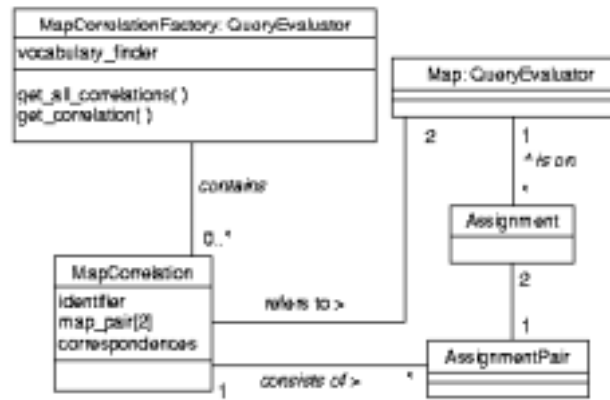 MapCorrelationFactory: QueryEvaluator
vocabulary_finder
get_all_correlations( )
get_correlation( )
Map: QueryEvaluator
2
1
^ is on
*
contains
0..*
Assignment
2
1
MapCorrelation
identifier
map_pair[2]
correspondences
refers to >
AssignmentPair
1
consists of >
*